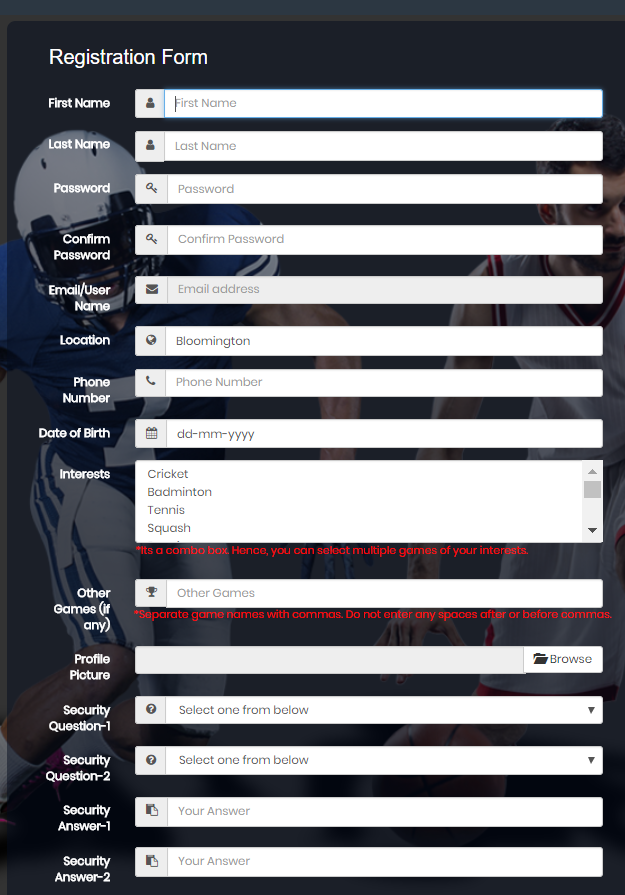 Registration Form
First Name
First Name
Last Name
Last Name
Password
Password
Confirm
Password
Confirm Password
Email/User
Name
Email address
Location
Bloomington
Phone
Number
Phone Number
Date of Birth
dd-mm-yyyy
Interests
Cricket
Badminton
Tennis
Squash
*Its a combo box. Hence, you can select multiple games of your interests.
Other
Games (if
any)
Other Games
*Separate game names with commas. Do not enter any spaces after or before commas.
Profile
Picture
Browse
Security
Question-1
Select one from below
Security
Question-2
Select one from below
Security
Answer-1
Your Answer
Security
Answer-2
Your Answer